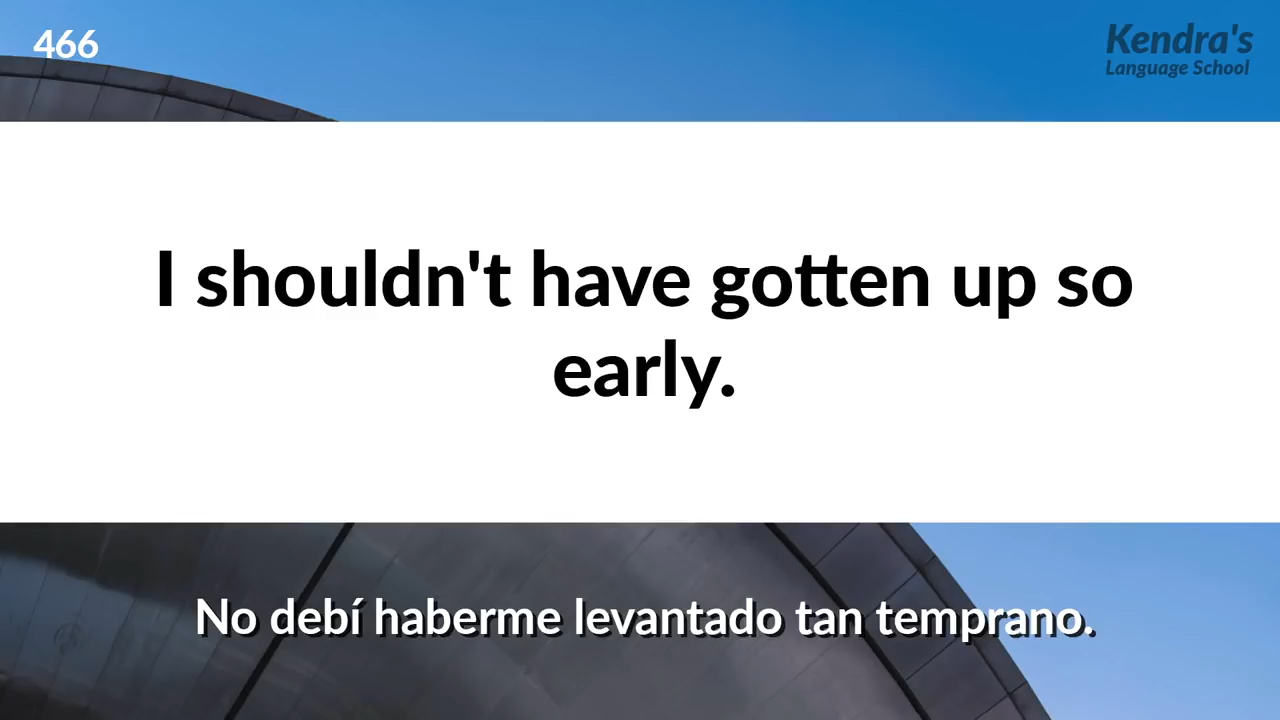 466
Kendra's
Language School
I shouldn't have gotten up so
early.
No debí haberme levantado tan temprano.